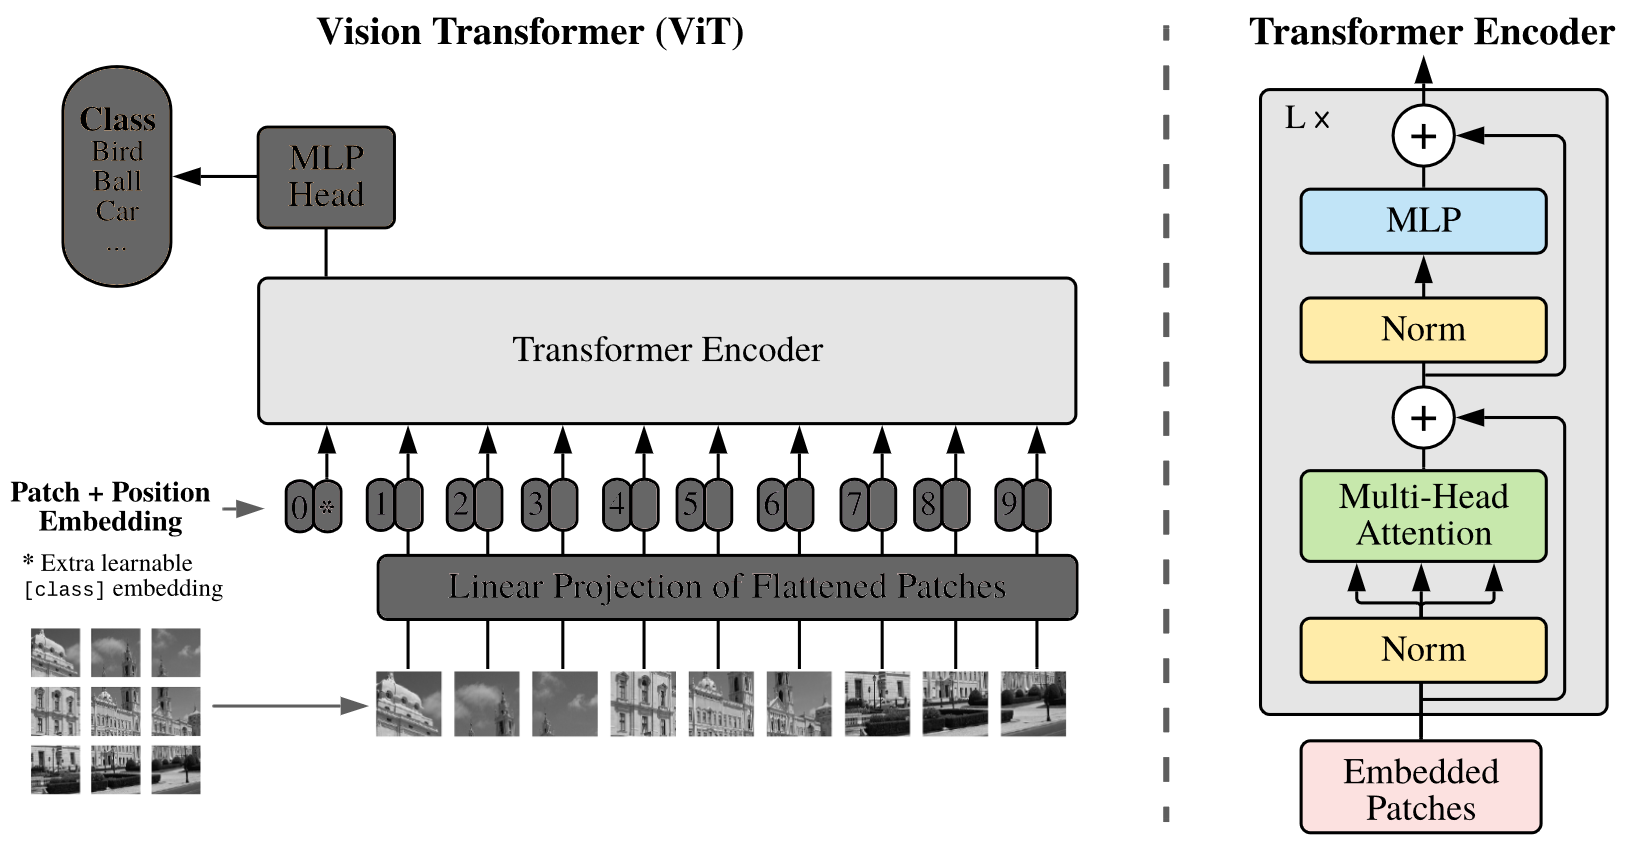 Vision Transformer (ViT)
Class
Bird
Ball
Car
...
MLP
Head
Transformer Encoder
Patch + Position
Embedding
* Extra learnable
[class] embedding
0 * 1 2 3 4 5 6 7 8 9
Linear Projection of Flattened Patches
Transformer Encoder
L ×
+
MLP
Norm
+
Multi-Head
Attention
Norm
Embedded
Patches